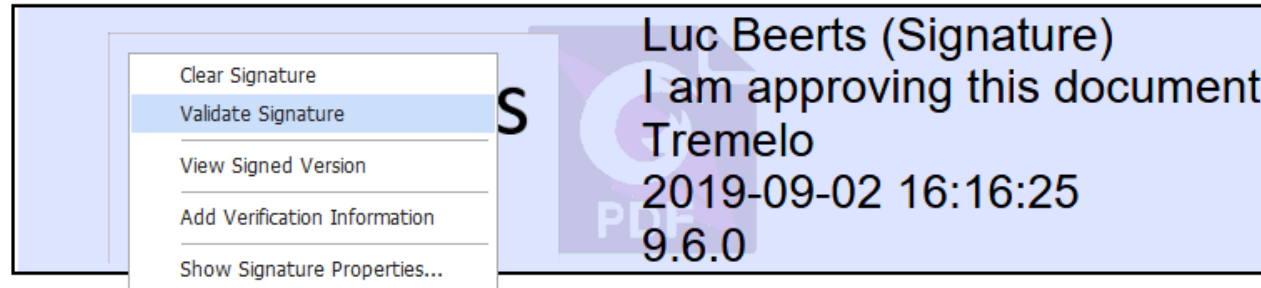 Clear Signature
Validate Signature
View Signed Version
Add Verification Information
Show Signature Properties...
s
Luc Beerts (Signature)
I am approving this document
Tremelo
2019-09-02 16:16:25
9.6.0
PDF